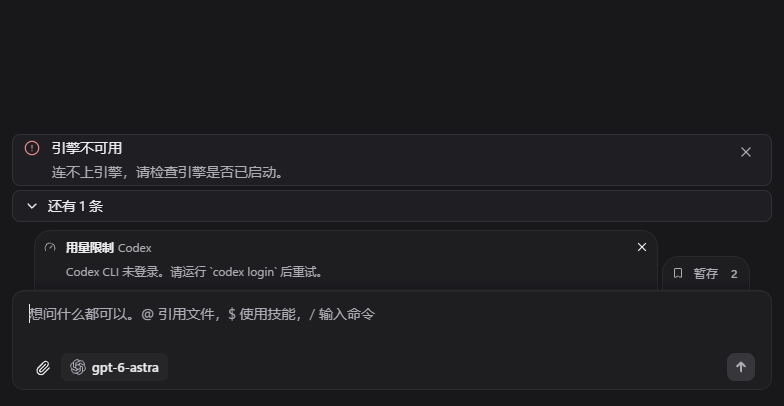 引擎不可用
连不上引擎，请检查引擎是否已启动。
还有 1 条
用量限制 Codex
Codex CLI 未登录。请运行 `codex login` 后重试。
暂存 2
想问什么都可以。@ 引用文件，$ 使用技能，/ 输入命令
gpt-6-astra